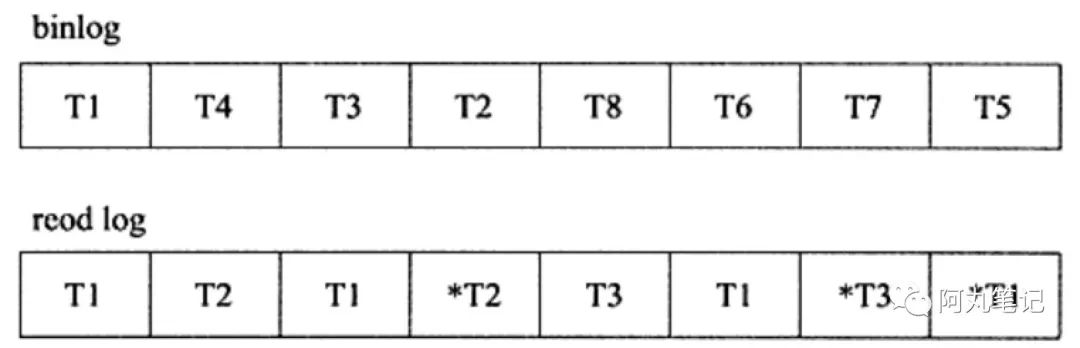 binlog
T1 T4 T3 T2 T8 T6 T7 T5
reod log
T1 T2 T1 *T2 T3 T1 *T3 *T1
阿丸笔记